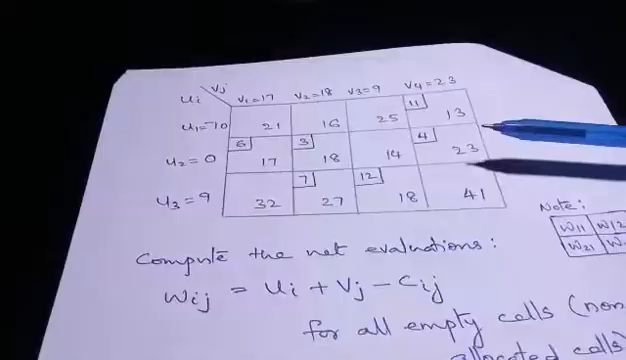 ui vj v1=17 v2=18 v3=9 v4=23
u1=-10 21 16 25 11 13
u2=0 6 17 3 18 14 4 23
u3=9 32 7 27 12 18 41
Note:
w11 w12
w21 w
Compute the net evaluations:
wij = ui + vj - cij
for all empty cells (non
allocated cells)